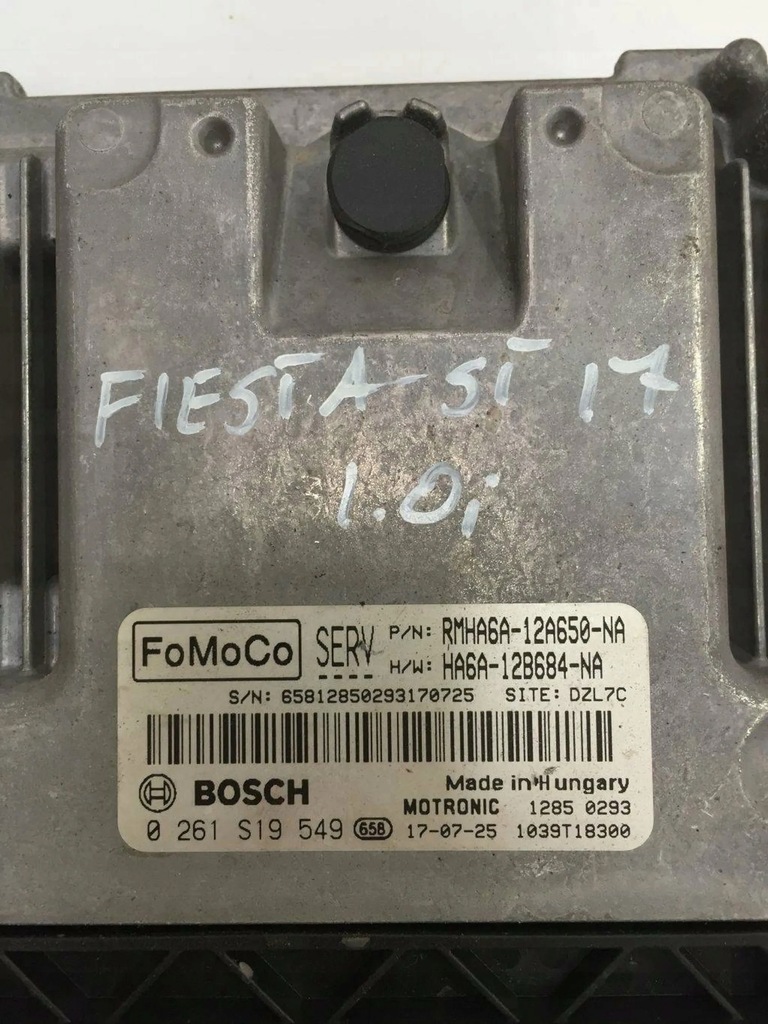 FIESTA-ST 17
1.0i
FoMoCo SERV P/N: RMHA6A-12A650-NA
H/W: HA6A-12B684-NA
S/N: 65812850293170725 SITE: DZL7C
BOSCH Made in Hungary
MOTRONIC 1285 0293
0 261 S19 549 658 17-07-25 1039T18300